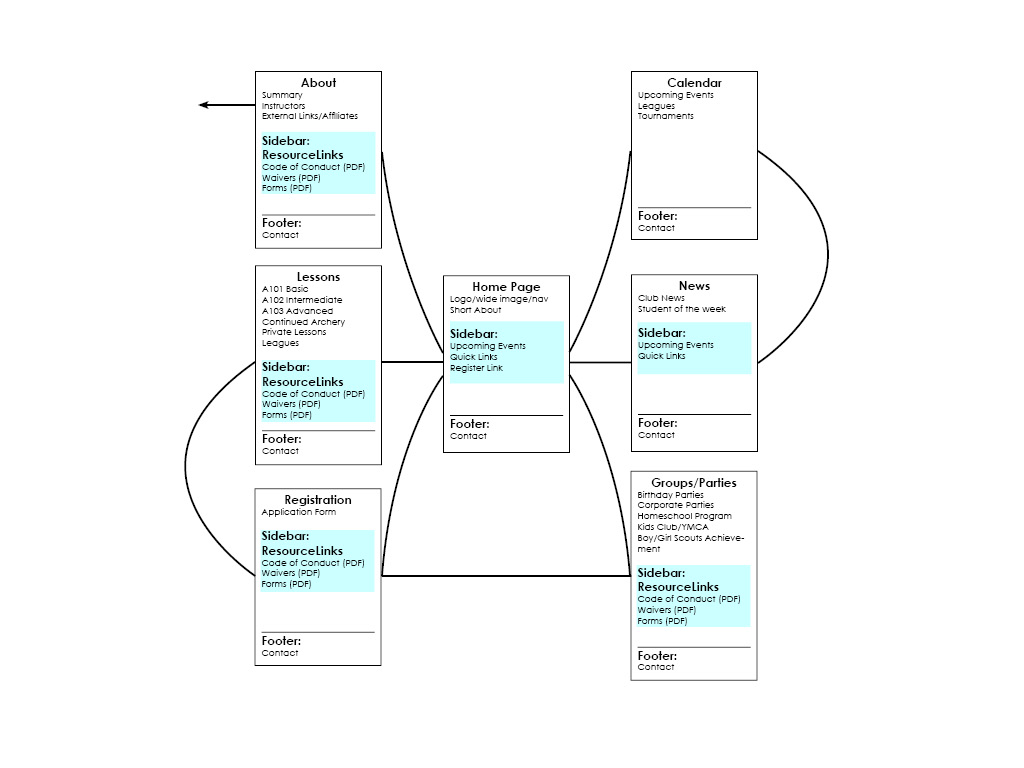 About
Summary
Instructors
External Links/Affiliates
Sidebar:
ResourceLinks
Code of Conduct (PDF)
Waivers (PDF)
Forms (PDF)
Footer:
Contact
Lessons
A101 Basic
A102 Intermediate
A103 Advanced
Continued Archery
Private Lessons
Leagues
Sidebar:
ResourceLinks
Code of Conduct (PDF)
Waivers (PDF)
Forms (PDF)
Footer:
Contact
Registration
Application Form
Sidebar:
ResourceLinks
Code of Conduct (PDF)
Waivers (PDF)
Forms (PDF)
Footer:
Contact
Home Page
Logo/wide image/nav
Short About
Sidebar:
Upcoming Events
Quick Links
Register Link
Footer:
Contact
Calendar
Upcoming Events
Leagues
Tournaments
Footer:
Contact
News
Club News
Student of the week
Sidebar:
Upcoming Events
Quick Links
Footer:
Contact
Groups/Parties
Birthday Parties
Corporate Parties
Homeschool Program
Kids Club/YMCA
Boy/Girl Scouts Achieve-
ment
Sidebar:
ResourceLinks
Code of Conduct (PDF)
Waivers (PDF)
Forms (PDF)
Footer:
Contact